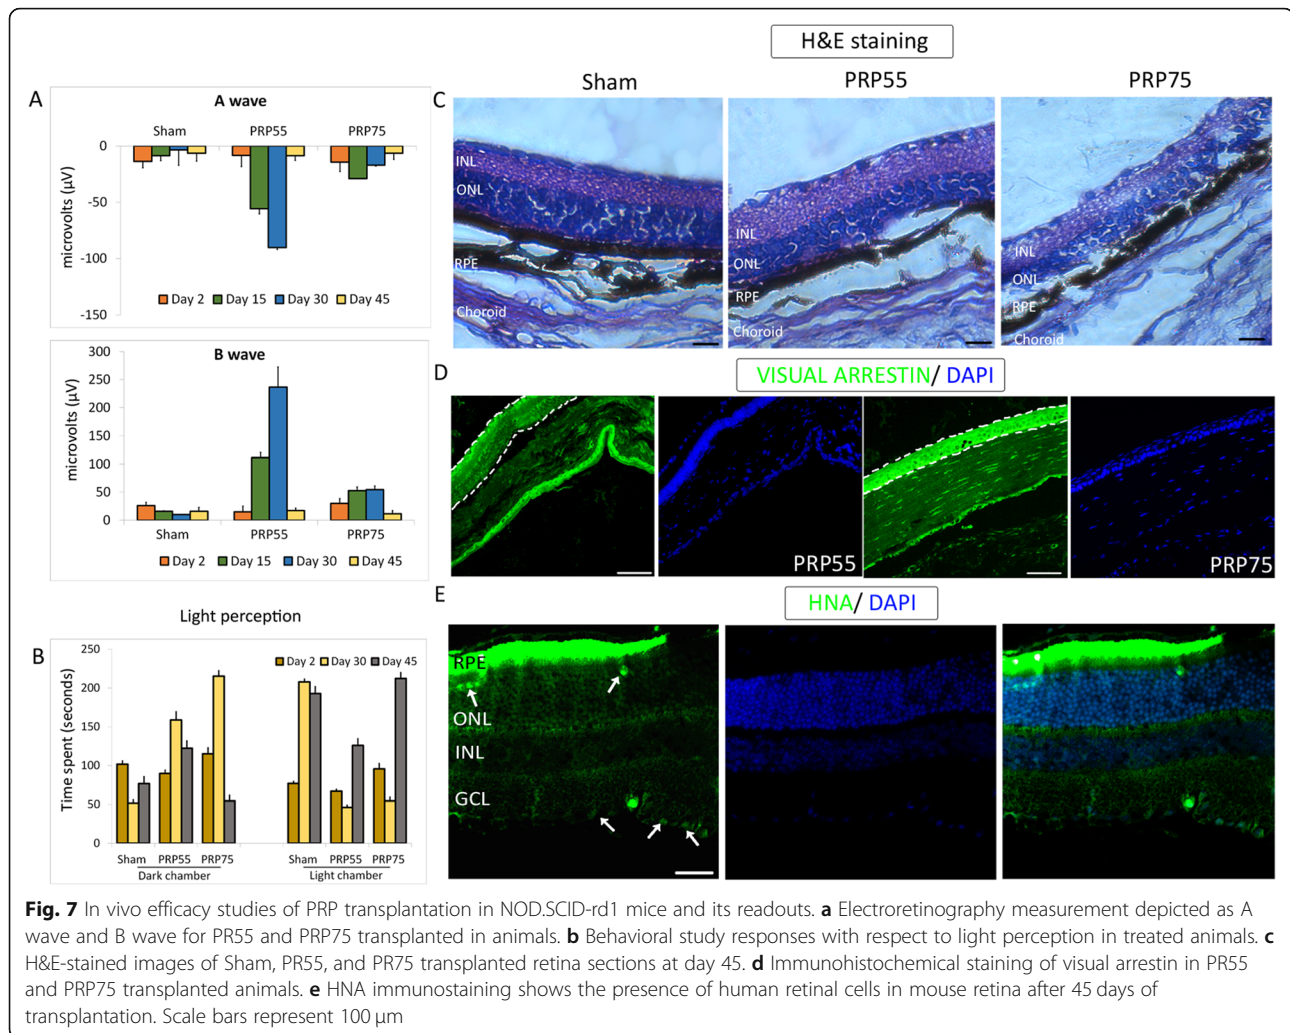 H&E staining
Sham
PRP55
PRP75
A
A wave
Sham
PRP55
PRP75
0
-50
-100
-150
microvolts (µV)
Day 2
Day 15
Day 30
Day 45
B wave
300
250
200
150
100
50
0
microvolts (µV)
Sham
PRP55
PRP75
Day 2
Day 15
Day 30
Day 45
Light perception
B
250
200
150
100
50
0
Time spent (seconds)
Day 2
Day 30
Day 45
Sham
PRP55
PRP75
Dark chamber
Sham
PRP55
PRP75
Light chamber
C
INL
ONL
RPE
Choroid
INL
ONL
RPE
Choroid
INL
ONL
RPE
Choroid
D
VISUAL ARRESTIN/ DAPI
PRP55
PRP75
E
HNA/ DAPI
RPE
ONL
INL
GCL
Fig. 7 In vivo efficacy studies of PRP transplantation in NOD.SCID-rd1 mice and its readouts. a Electroretinography measurement depicted as A
wave and B wave for PR55 and PRP75 transplanted in animals. b Behavioral study responses with respect to light perception in treated animals. c
H&E-stained images of Sham, PR55, and PR75 transplanted retina sections at day 45. d Immunohistochemical staining of visual arrestin in PR55
and PRP75 transplanted animals. e HNA immunostaining shows the presence of human retinal cells in mouse retina after 45 days of
transplantation. Scale bars represent 100 µm